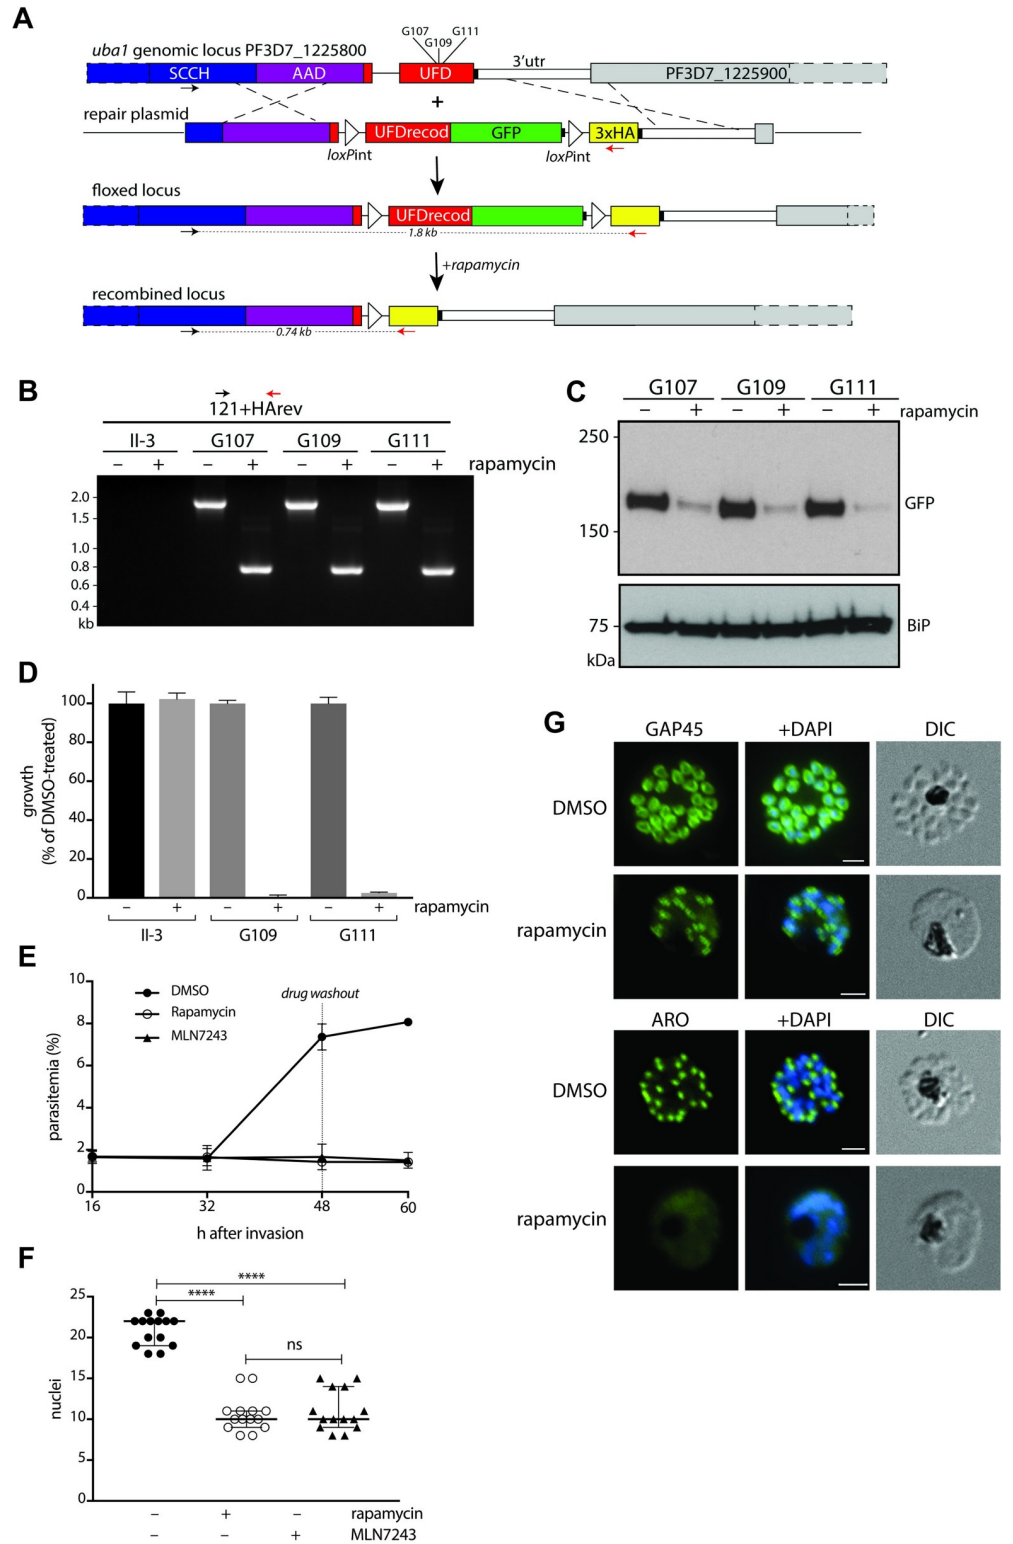 A
G107 G109 G111
uba1 genomic locus PF3D7_1225800
SCCH AAD UFD 3'utr PF3D7_1225900
+
repair plasmid
UFDrecod GFP 3xHA
loxPint loxPint
floxed locus
UFDrecod
1.8 kb
+rapamycin
recombined locus
0.74 kb
B
121+HArev
II-3 G107 G109 G111
– + – + – + – + rapamycin
2.0
1.5
1.0
0.8
0.6
0.4
kb
C
G107 G109 G111
– + – + – + rapamycin
250
150
GFP
75
BiP
kDa
D
growth
(% of DMSO-treated)
100
80
60
40
20
0
– + – + – + rapamycin
II-3 G109 G111
E
parasitemia (%)
10
8
6
4
2
0
DMSO
Rapamycin
MLN7243
drug washout
16 32 48 60
h after invasion
F
nuclei
25
20
15
10
5
0
****
****
ns
– + – rapamycin
– – + MLN7243
G
GAP45 +DAPI DIC
DMSO
rapamycin
ARO +DAPI DIC
DMSO
rapamycin